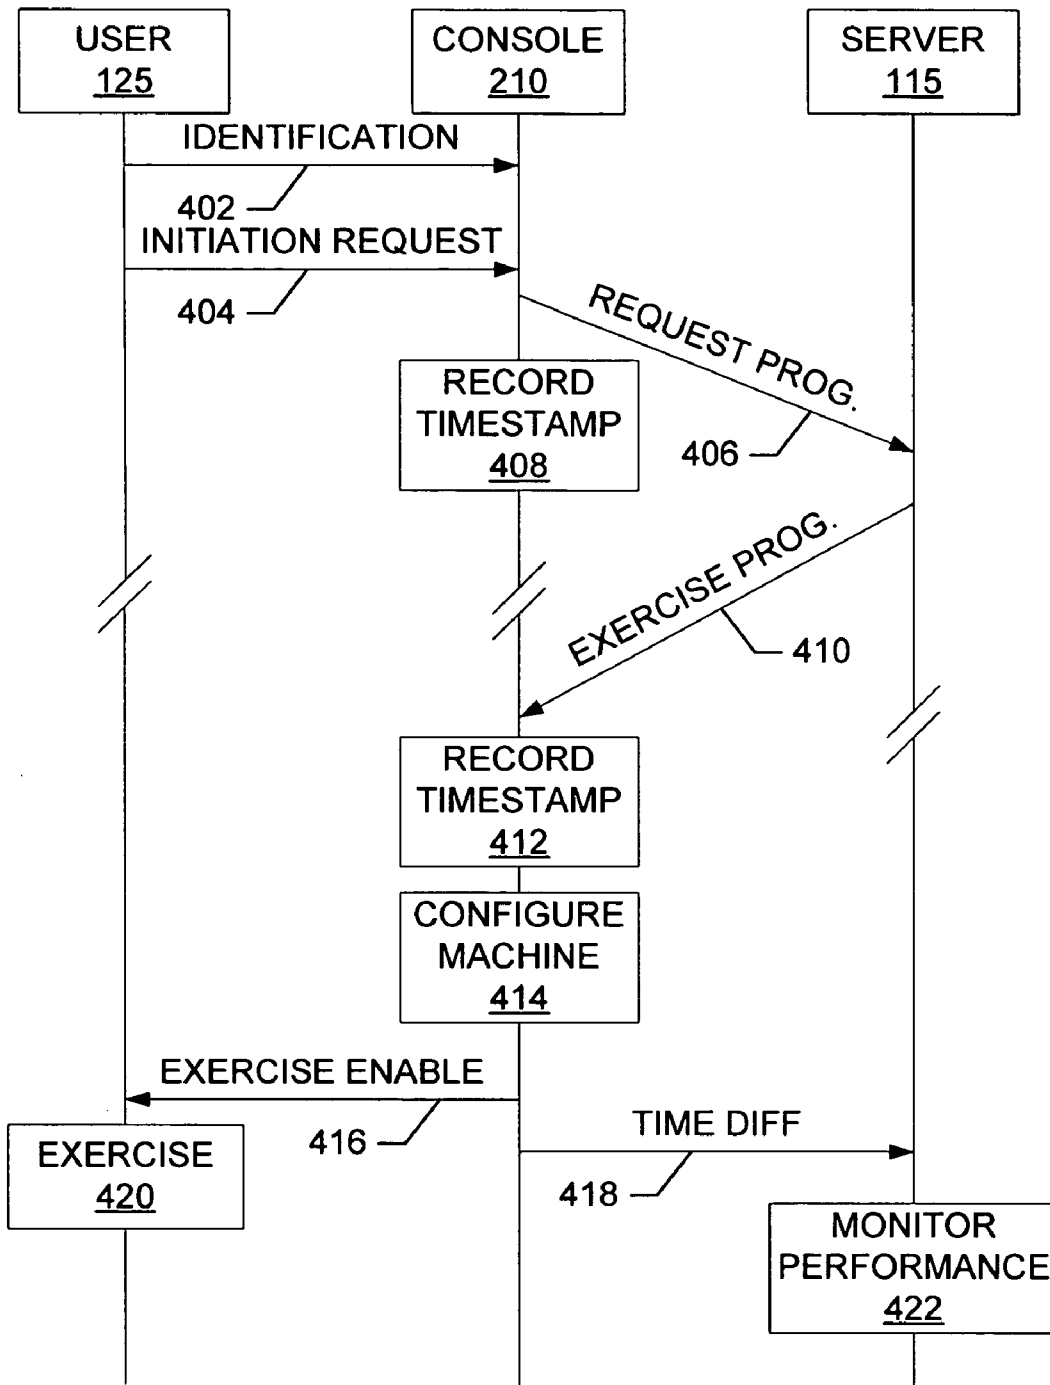 USER
125
CONSOLE
210
SERVER
115
IDENTIFICATION
402
INITIATION REQUEST
404
REQUEST PROG.
406
RECORD
TIMESTAMP
408
EXERCISE PROG.
410
RECORD
TIMESTAMP
412
CONFIGURE
MACHINE
414
EXERCISE ENABLE
416
TIME DIFF
418
EXERCISE
420
MONITOR
PERFORMANCE
422